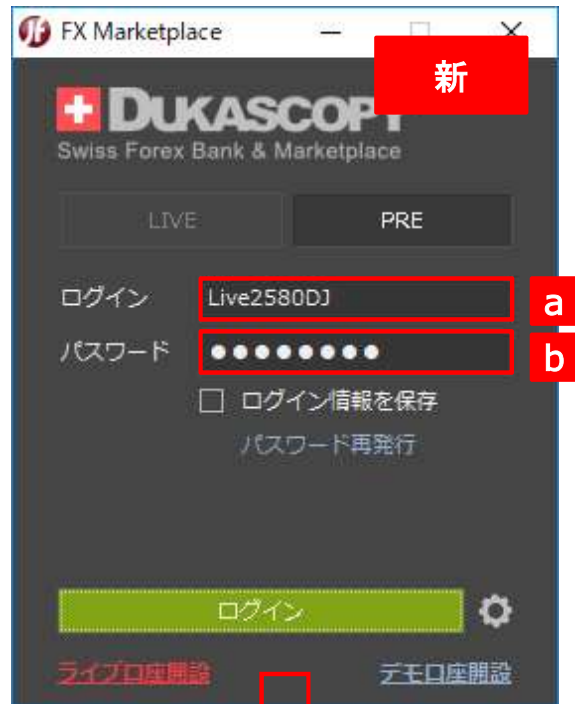 FX Marketplace
新
DUKASCOPY
Swiss Forex Bank & Marketplace
LIVE PRE
ログイン Live2580DJ a
パスワード ●●●●●●●● b
ログイン情報を保存
パスワード再発行
ログイン
ライブ口座開設 デモ口座開設